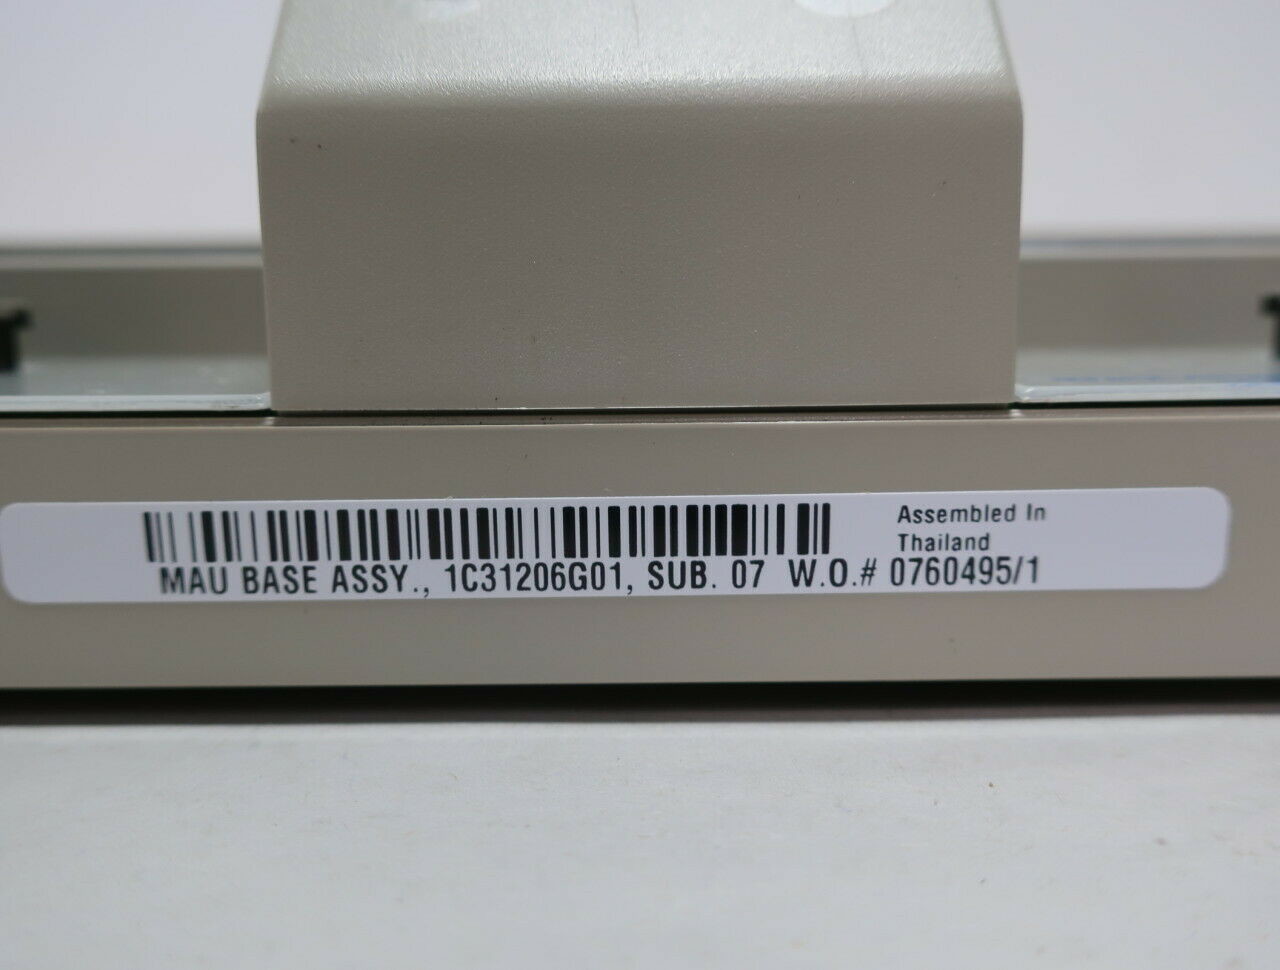 Assembled In
Thailand
MAU BASE ASSY., 1C31206G01, SUB. 07 W.O.# 0760495/1